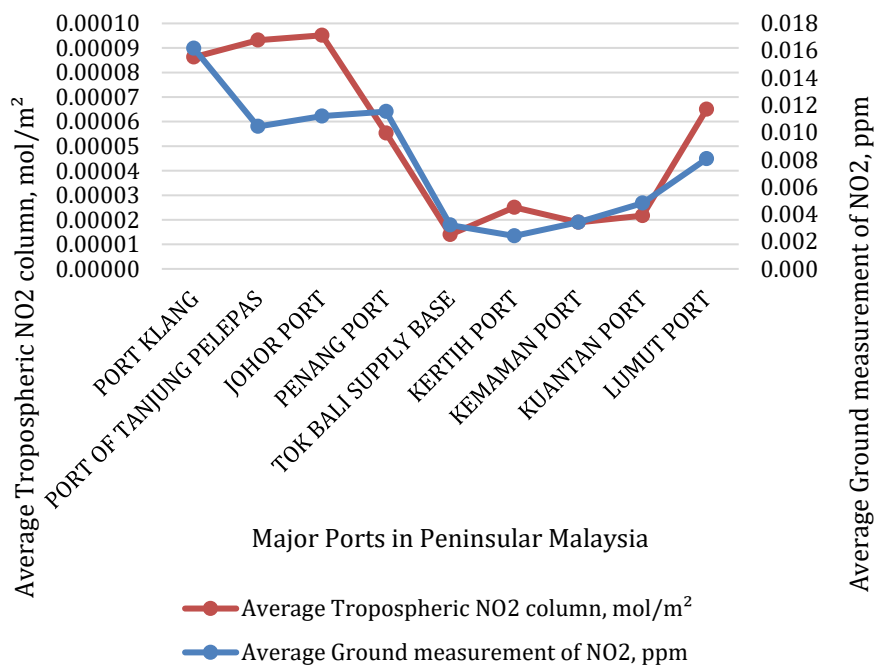 Average Tropospheric NO2 column, mol/m²
0.00010
0.00009
0.00008
0.00007
0.00006
0.00005
0.00004
0.00003
0.00002
0.00001
0.00000
0.018
0.016
0.014
0.012
0.010
0.008
0.006
0.004
0.002
0.000
Average Ground measurement of NO2, ppm
PORT KLANG
PORT OF TANJUNG PELEPAS
JOHOR PORT
PENANG PORT
TOK BALI SUPPLY BASE
KERTIH PORT
KEMAMAN PORT
KUANTAN PORT
LUMUT PORT
Major Ports in Peninsular Malaysia
Average Tropospheric NO2 column, mol/m²
Average Ground measurement of NO2, ppm